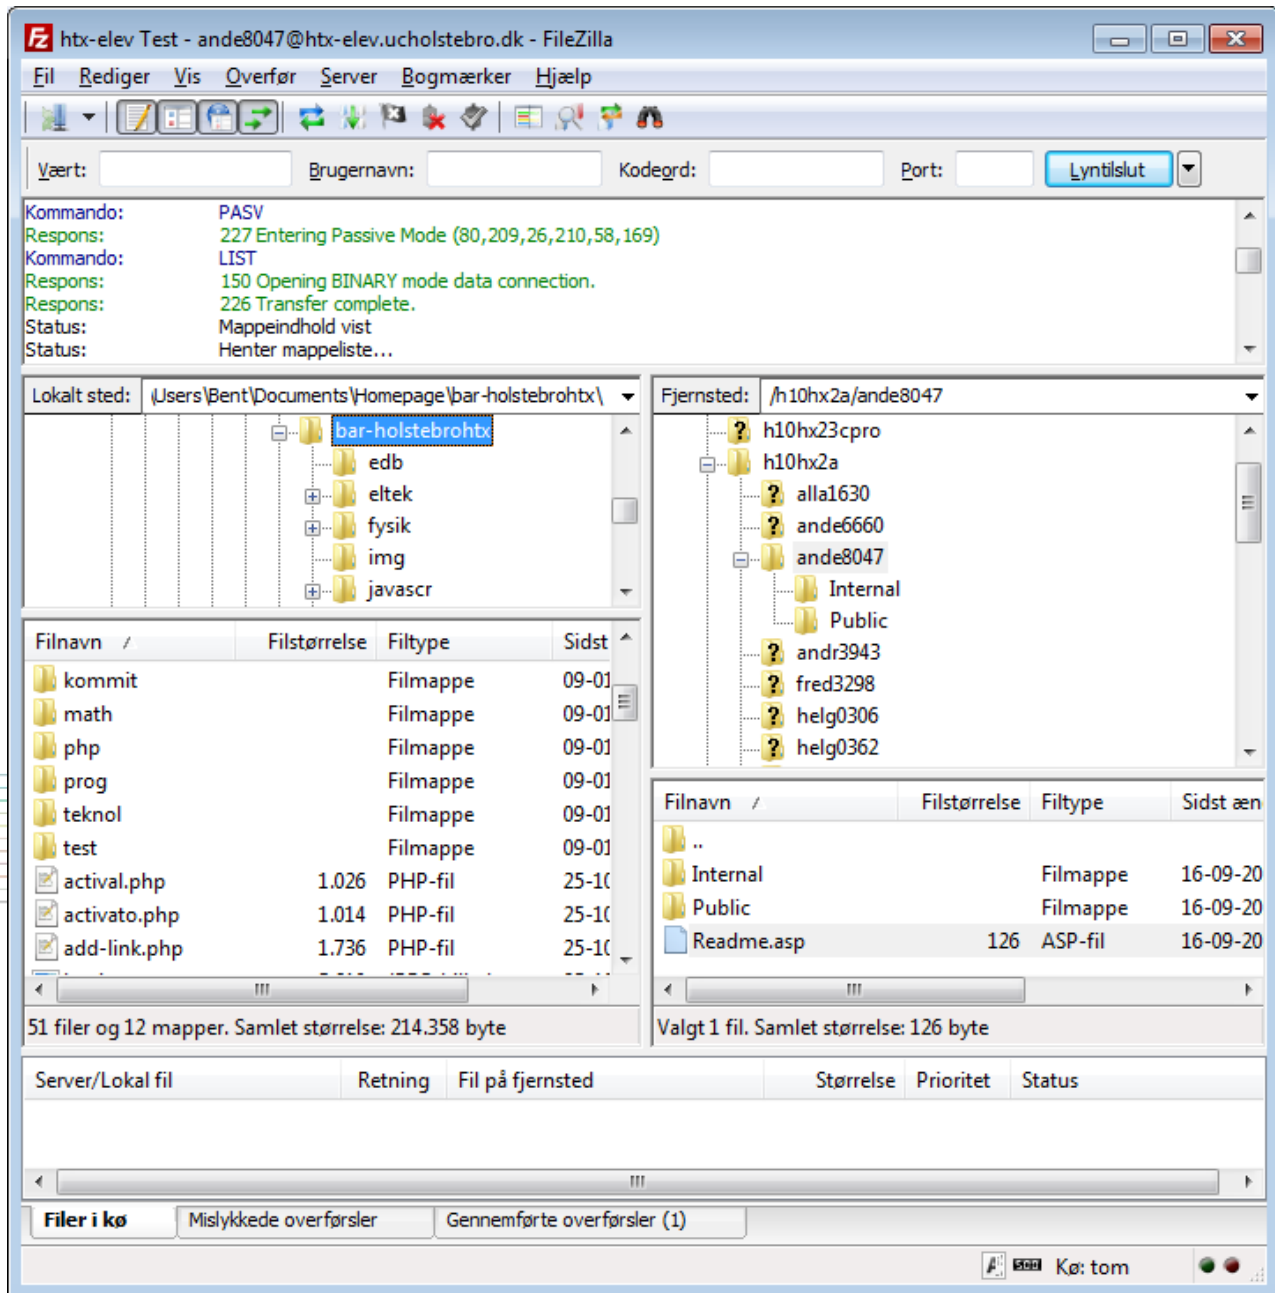 htx-elev Test - ande8047@htx-elev.ucholstebro.dk - FileZilla
Fil Rediger Vis Overfør Server Bogmærker Hjælp
Vært: Brugernavn: Kodeord: Port: Lyntilslut
Kommando: PASV
Respons: 227 Entering Passive Mode (80,209,26,210,58,169)
Kommando: LIST
Respons: 150 Opening BINARY mode data connection.
Respons: 226 Transfer complete.
Status: Mappeindhold vist
Status: Henter mappeliste...
Lokalt sted: \Users\Bent\Documents\Homepage\bar-holstebrohtx\
bar-holstebrohtx
edb
eltek
fysik
img
javascr
Filnavn Filstørrelse Filtype Sidst
kommit Filmappe 09-01
math Filmappe 09-01
php Filmappe 09-01
prog Filmappe 09-01
teknol Filmappe 09-01
test Filmappe 09-01
actival.php 1.026 PHP-fil 25-10
activato.php 1.014 PHP-fil 25-10
add-link.php 1.736 PHP-fil 25-10
51 filer og 12 mapper. Samlet størrelse: 214.358 byte
Fjernsted: /h10hx2a/ande8047
h10hx23cpro
h10hx2a
alla1630
ande6660
ande8047
Internal
Public
andr3943
fred3298
helg0306
helg0362
Filnavn Filstørrelse Filtype Sidst æn
..
Internal Filmappe 16-09-20
Public Filmappe 16-09-20
Readme.asp 126 ASP-fil 16-09-20
Valgt 1 fil. Samlet størrelse: 126 byte
Server/Lokal fil Retning Fil på fjernsted Størrelse Prioritet Status
Filer i kø Mislykkede overførsler Gennemførte overførsler (1)
Kø: tom